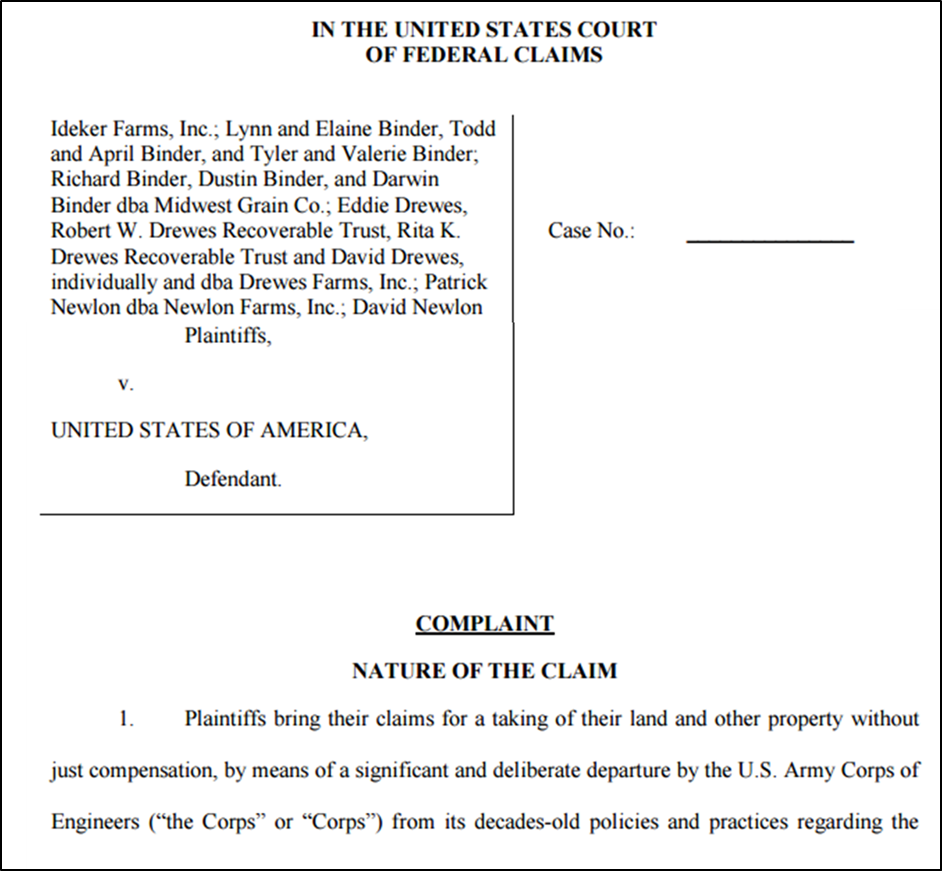 IN THE UNITED STATES COURT
OF FEDERAL CLAIMS
Ideker Farms, Inc.; Lynn and Elaine Binder, Todd
and April Binder, and Tyler and Valerie Binder;
Richard Binder, Dustin Binder, and Darwin
Binder dba Midwest Grain Co.; Eddie Drewes,
Robert W. Drewes Recoverable Trust, Rita K.
Drewes Recoverable Trust and David Drewes,
individually and dba Drewes Farms, Inc.; Patrick
Newlon dba Newlon Farms, Inc.; David Newlon
Plaintiffs,
v.
UNITED STATES OF AMERICA,
Defendant.
Case No.:
COMPLAINT
NATURE OF THE CLAIM
1. Plaintiffs bring their claims for a taking of their land and other property without
just compensation, by means of a significant and deliberate departure by the U.S. Army Corps of
Engineers (“the Corps” or “Corps”) from its decades-old policies and practices regarding the